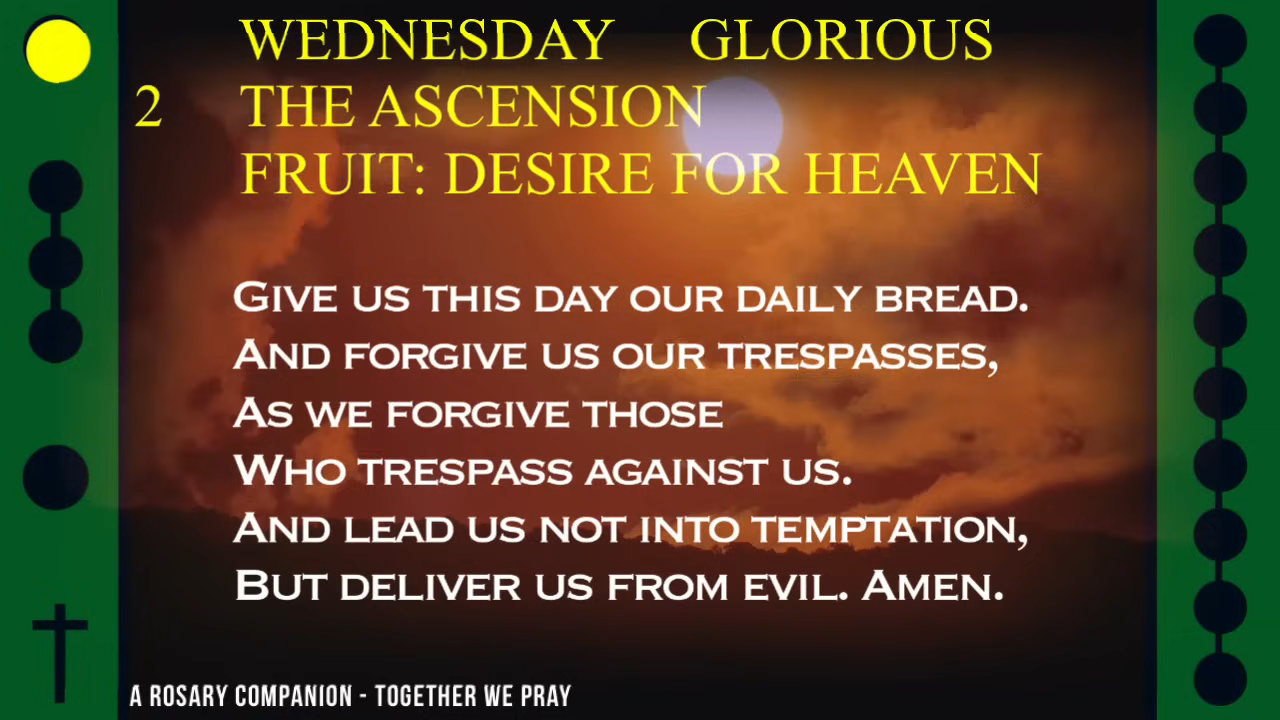 WEDNESDAY GLORIOUS
2 THE ASCENSION
FRUIT: DESIRE FOR HEAVEN
GIVE US THIS DAY OUR DAILY BREAD.
AND FORGIVE US OUR TRESPASSES,
AS WE FORGIVE THOSE
WHO TRESPASS AGAINST US.
AND LEAD US NOT INTO TEMPTATION,
BUT DELIVER US FROM EVIL. AMEN.
A ROSARY COMPANION - TOGETHER WE PRAY